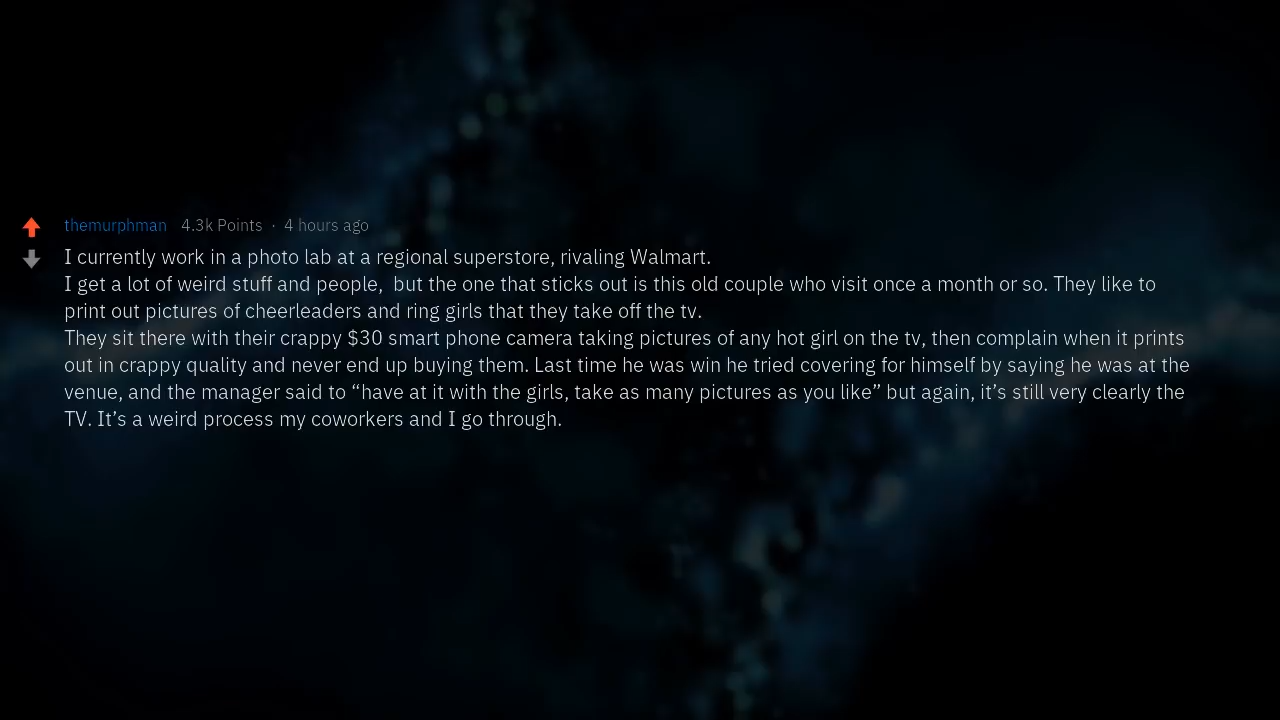 themurphman 4.3k Points · 4 hours ago
I currently work in a photo lab at a regional superstore, rivaling Walmart.
I get a lot of weird stuff and people,  but the one that sticks out is this old couple who visit once a month or so. They like to
print out pictures of cheerleaders and ring girls that they take off the tv.
They sit there with their crappy $30 smart phone camera taking pictures of any hot girl on the tv, then complain when it prints
out in crappy quality and never end up buying them. Last time he was win he tried covering for himself by saying he was at the
venue, and the manager said to “have at it with the girls, take as many pictures as you like” but again, it’s still very clearly the
TV. It’s a weird process my coworkers and I go through.